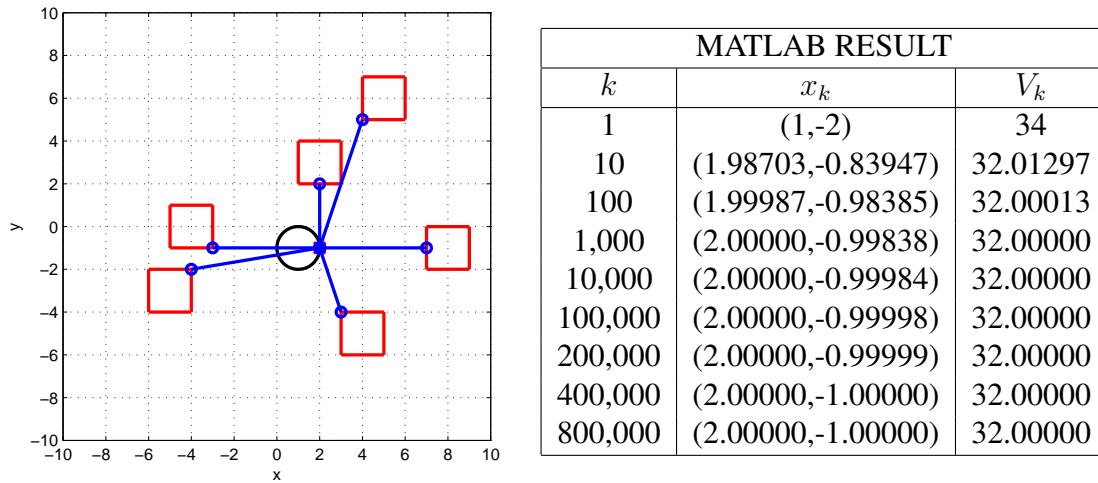 10
8
6
4
2
0
−2
−4
−6
−8
−10
y
−10 −8 −6 −4 −2 0 2 4 6 8 10
x
MATLAB RESULT
k x_k V_k
1 (1,-2) 34
10 (1.98703,-0.83947) 32.01297
100 (1.99987,-0.98385) 32.00013
1,000 (2.00000,-0.99838) 32.00000
10,000 (2.00000,-0.99984) 32.00000
100,000 (2.00000,-0.99998) 32.00000
200,000 (2.00000,-0.99999) 32.00000
400,000 (2.00000,-1.00000) 32.00000
800,000 (2.00000,-1.00000) 32.00000